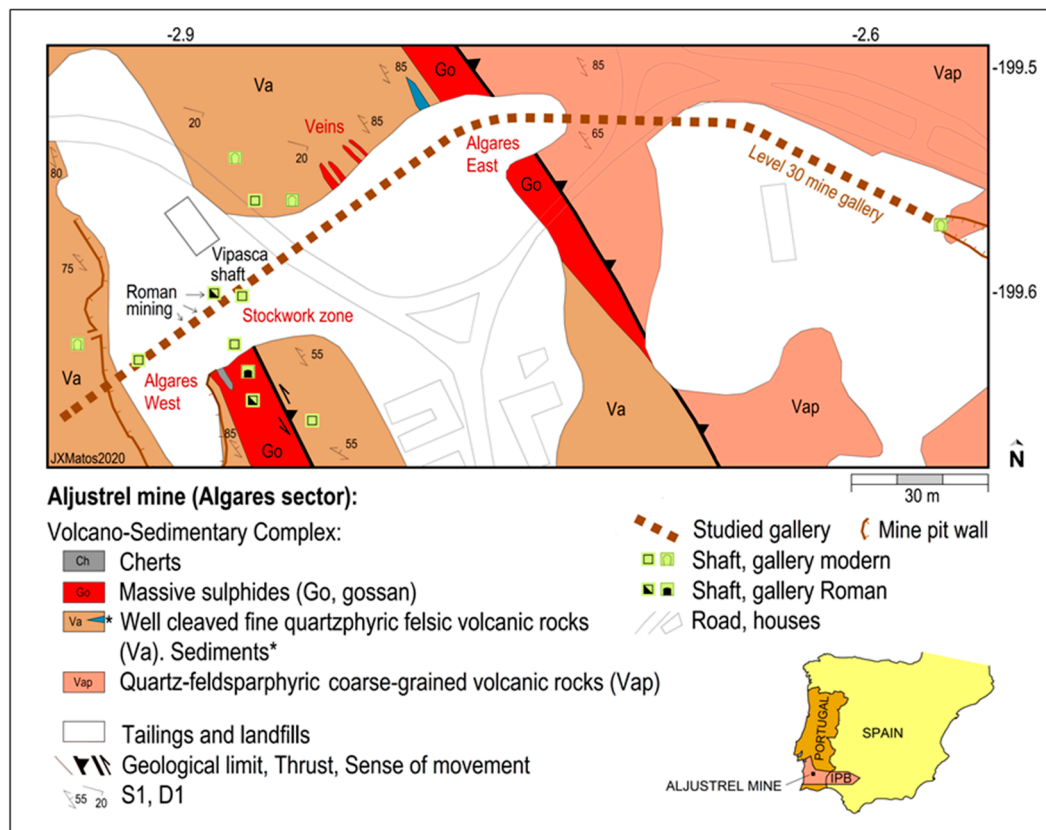 -2.9
-2.6
-199.5
-199.6
Va
85
Go
85
Vap
20
Veins
85
20
Algares
East
65
80
Level 30 mine gallery
Go
Vipasca
shaft
75
Roman
mining
Stockwork zone
Va
Algares
West
55
85
Go
55
Va
Vap
JXMatos2020
N
30 m
Aljustrel mine (Algares sector):
Volcano-Sedimentary Complex:
Ch Cherts
Go Massive sulphides (Go, gossan)
Va * Well cleaved fine quartzphyric felsic volcanic rocks
(Va). Sediments*
Vap Quartz-feldsparphyric coarse-grained volcanic rocks (Vap)
Tailings and landfills
Geological limit, Thrust, Sense of movement
55 20 S1, D1
Studied gallery
Mine pit wall
Shaft, gallery modern
Shaft, gallery Roman
Road, houses
PORTUGAL
SPAIN
IPB
ALJUSTREL MINE